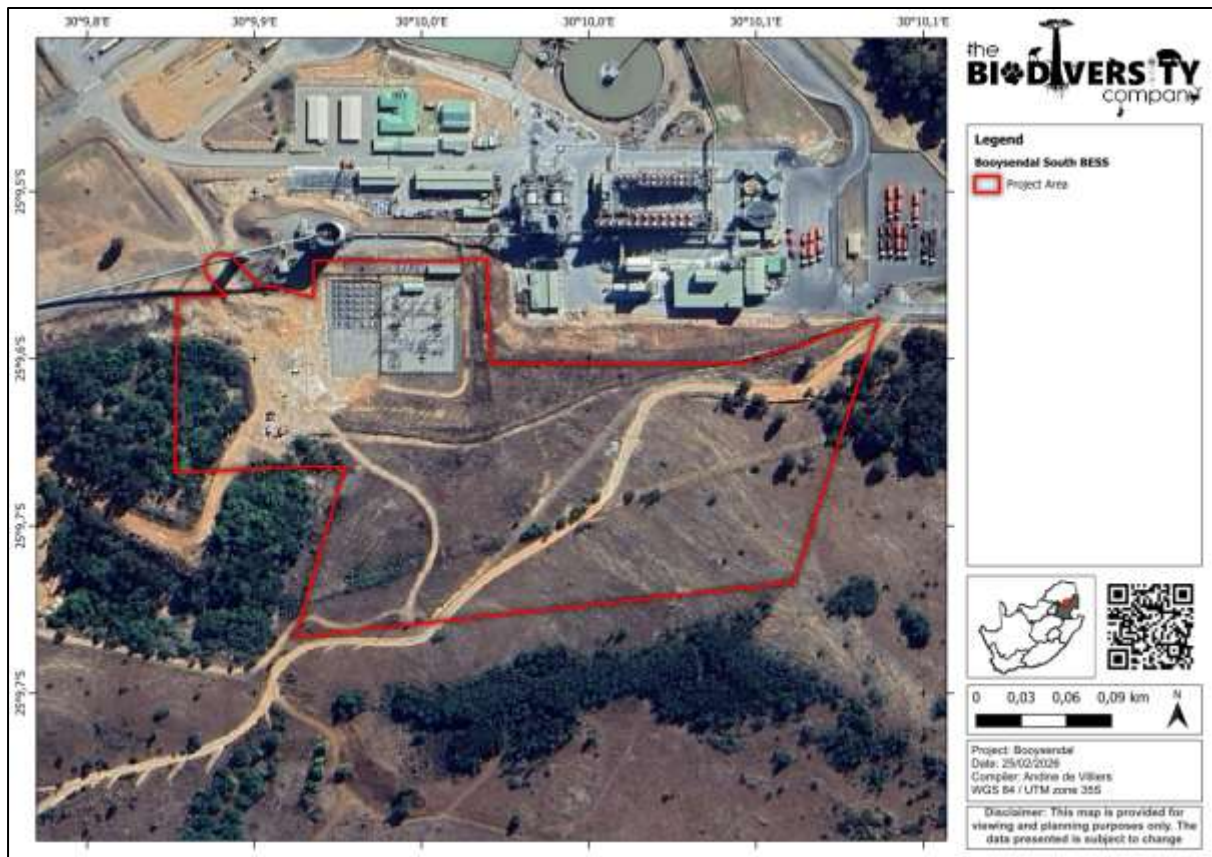 30°9,8'E 30°9,9'E 30°10,0'E 30°10,0'E 30°10,1'E 30°10,1'E
the
BIODIVERSITY
company
Legend
Booysendal South BESS
Project Area
25°9,5'S
25°9,6'S
25°9,7'S
25°9,7'S
0 0,03 0,06 0,09 km
N
Project: Booysendal
Date: 25/02/2026
Compiler: Andine de Villiers
WGS 84 / UTM zone 35S
Disclaimer: This map is provided for
viewing and planning purposes only. The
data presented is subject to change